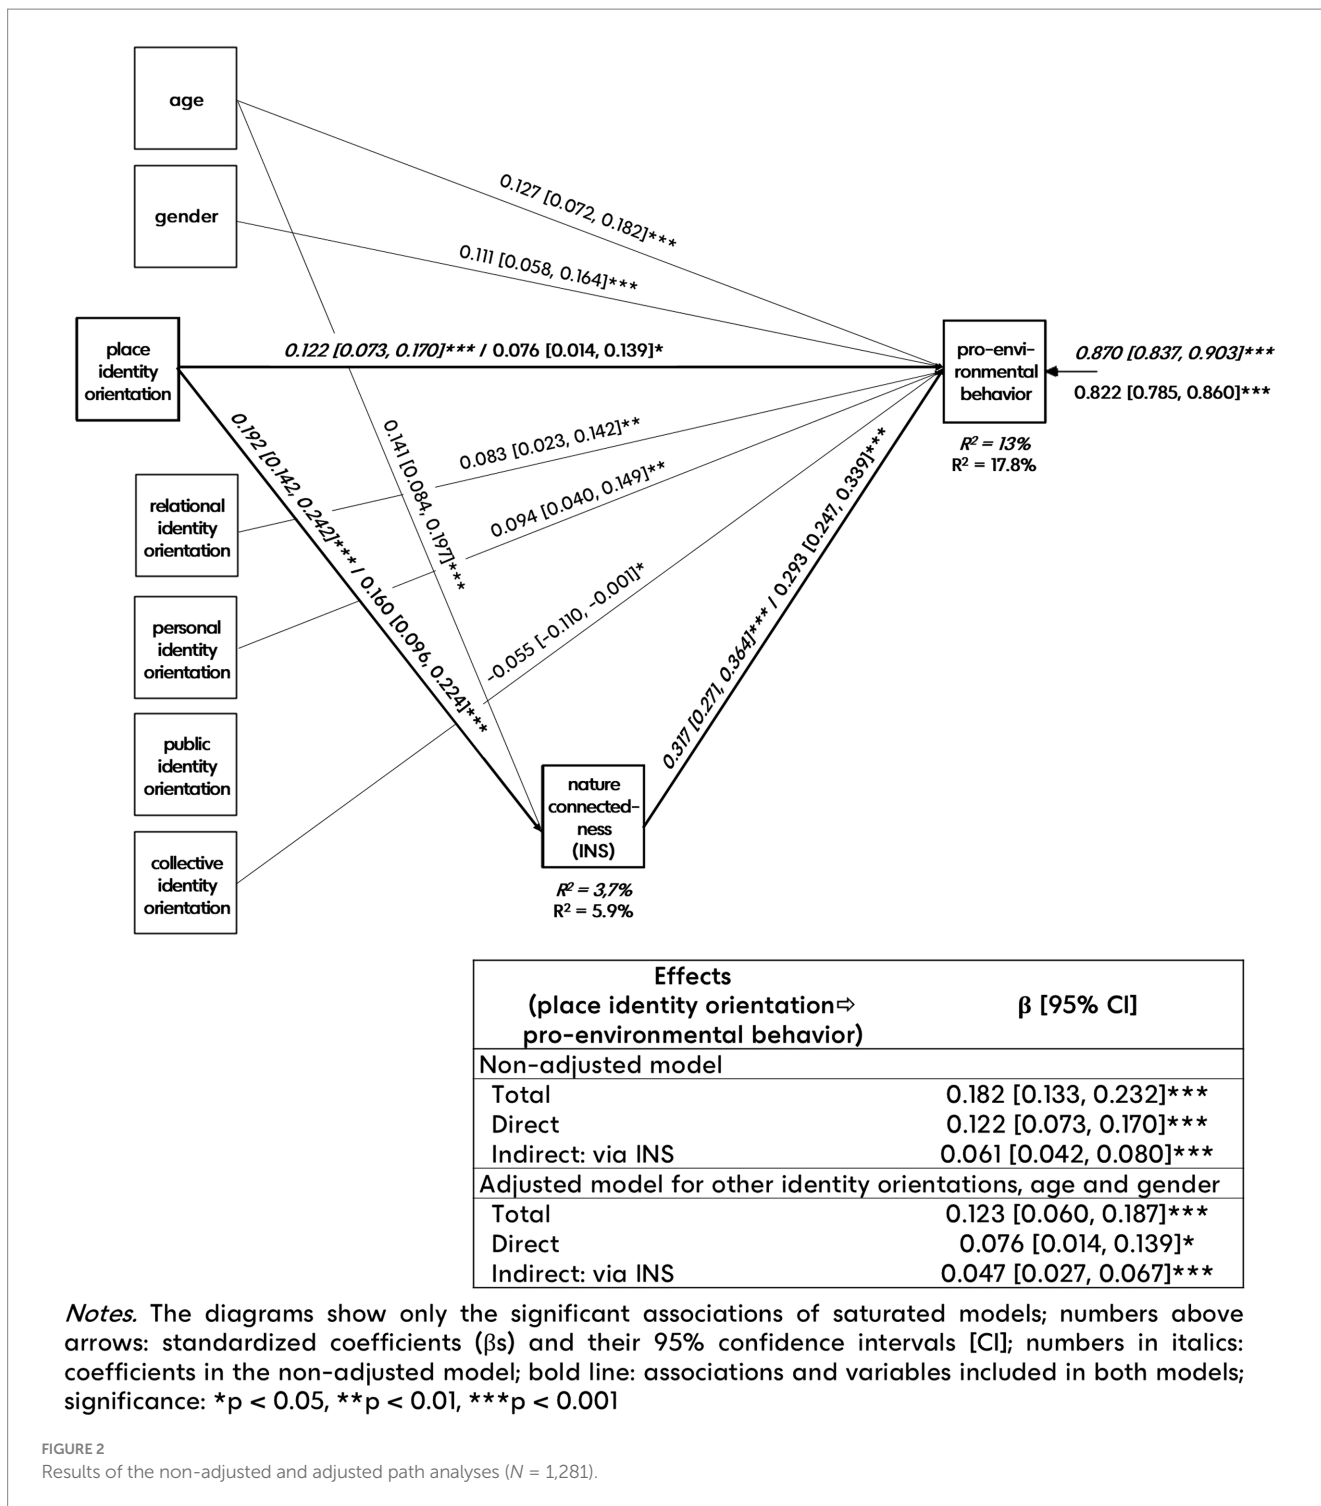 age
gender
0.127 [0.072, 0.182]***
0.111 [0.058, 0.164]***
place
identity
orientation
0.122 [0.073, 0.170]*** / 0.076 [0.014, 0.139]*
pro-envi-
ronmental
behavior
0.870 [0.837, 0.903]***
0.822 [0.785, 0.860]***
R² = 13%
R² = 17.8%
0.192 [0.142, 0.242]*** / 0.160 [0.096, 0.224]***
0.141 [0.084, 0.197]***
0.083 [0.023, 0.142]**
0.094 [0.040, 0.149]**
-0.055 [-0.110, -0.001]*
0.317 [0.271, 0.364]*** / 0.293 [0.247, 0.339]***
relational
identity
orientation
personal
identity
orientation
public
identity
orientation
collective
identity
orientation
nature
connected-
ness
(INS)
R² = 3,7%
R² = 5.9%
Effects
(place identity orientation⇨
pro-environmental behavior)
β [95% CI]
Non-adjusted model
Total 0.182 [0.133, 0.232]***
Direct 0.122 [0.073, 0.170]***
Indirect: via INS 0.061 [0.042, 0.080]***
Adjusted model for other identity orientations, age and gender
Total 0.123 [0.060, 0.187]***
Direct 0.076 [0.014, 0.139]*
Indirect: via INS 0.047 [0.027, 0.067]***
Notes. The diagrams show only the significant associations of saturated models; numbers above
arrows: standardized coefficients (βs) and their 95% confidence intervals [CI]; numbers in italics:
coefficients in the non-adjusted model; bold line: associations and variables included in both models;
significance: *p < 0.05, **p < 0.01, ***p < 0.001
FIGURE 2
Results of the non-adjusted and adjusted path analyses (N = 1,281).